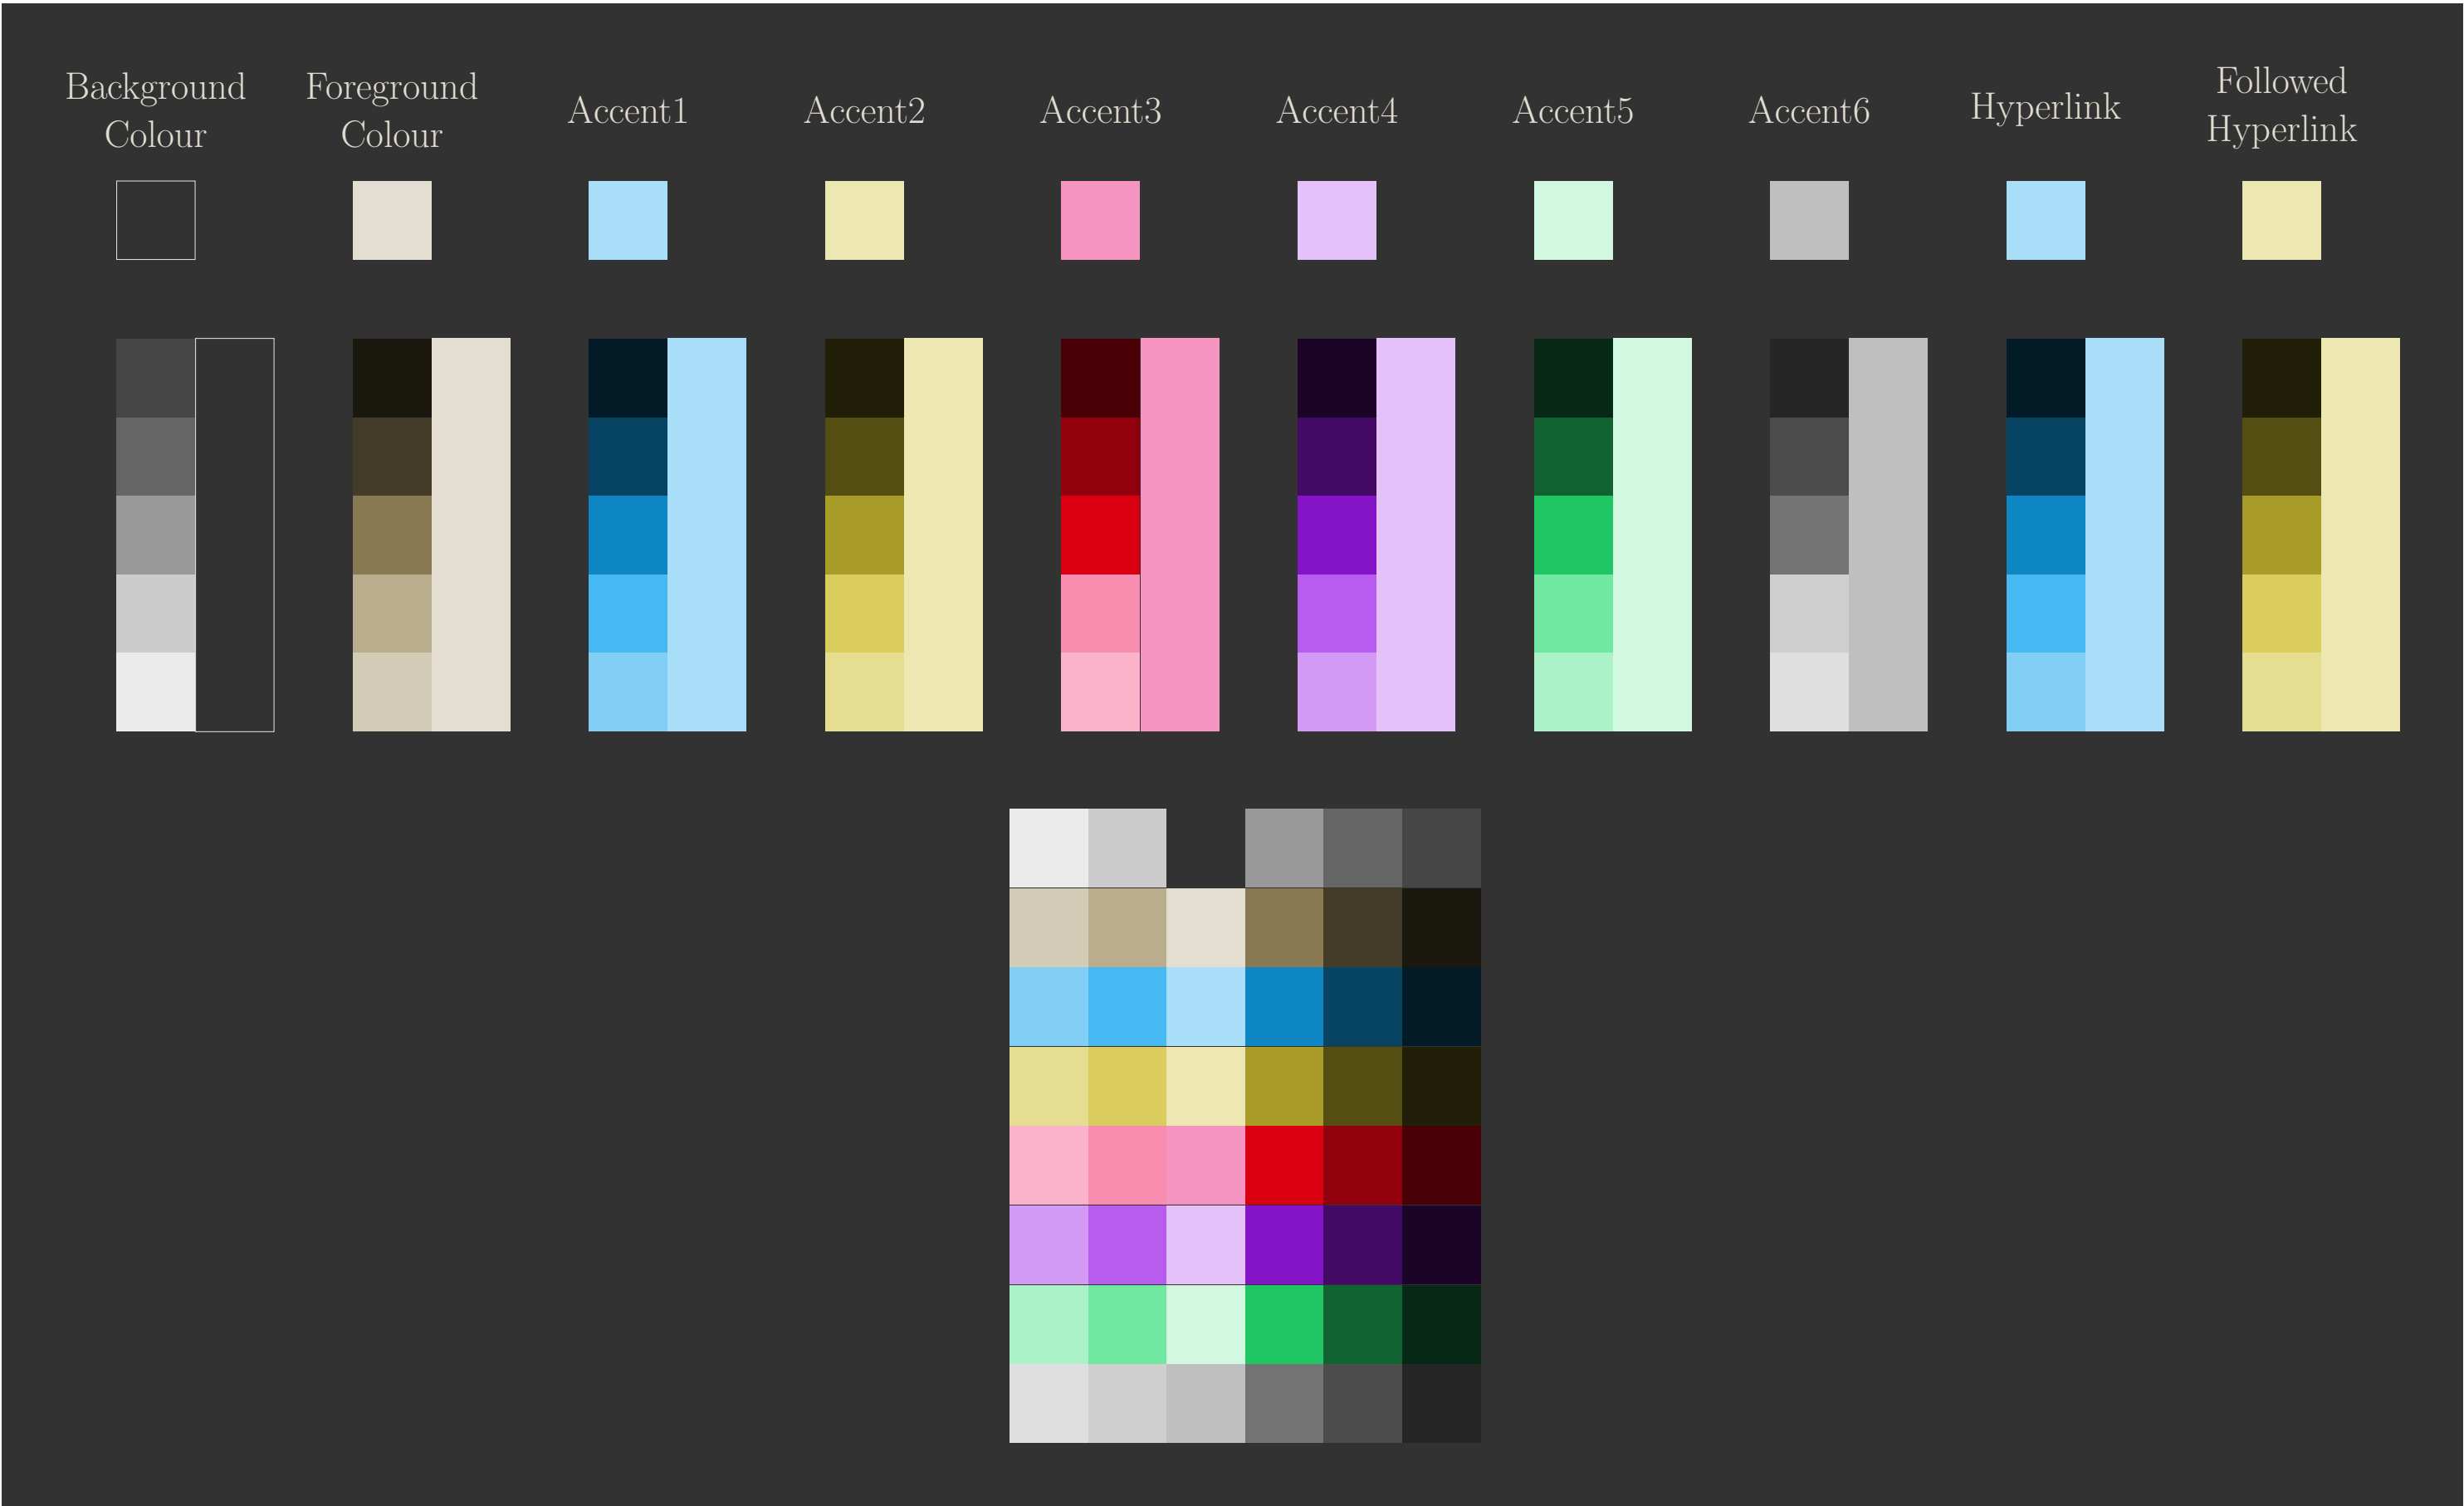 Background
Colour
Foreground
Colour
Accent1
Accent2
Accent3
Accent4
Accent5
Accent6
Hyperlink
Followed
Hyperlink